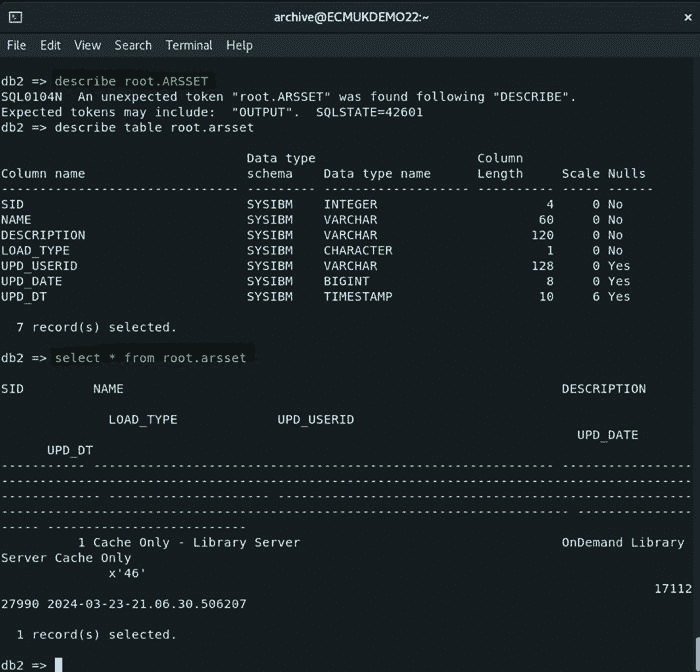 archive@ECMUKDEMO22:~
File Edit View Search Terminal Help
db2 => describe root.ARSSET
SQL0104N  An unexpected token "root.ARSSET" was found following "DESCRIBE".
Expected tokens may include:  "OUTPUT".  SQLSTATE=42601
db2 => describe table root.arsset
                                Data type                     Column
Column name                     schema    Data type name      Length     Scale Nulls
------------------------------- --------- ------------------- ---------- ----- ------
SID                             SYSIBM    INTEGER                      4     0 No
NAME                            SYSIBM    VARCHAR                     60     0 No
DESCRIPTION                     SYSIBM    VARCHAR                    120     0 No
LOAD_TYPE                       SYSIBM    CHARACTER                    1     0 No
UPD_USERID                      SYSIBM    VARCHAR                    128     0 Yes
UPD_DATE                        SYSIBM    BIGINT                       8     0 Yes
UPD_DT                          SYSIBM    TIMESTAMP                   10     6 Yes
  7 record(s) selected.
db2 => select * from root.arsset
SID         NAME                                                         DESCRIPTION
              LOAD_TYPE             UPD_USERID
                                                                           UPD_DATE
      UPD_DT
----------- ------------------------------------------------------------ -----------------
------------------------------------------------------------------------------------------
------------- --------------------- ------------------------------------------------------
--------------------------------------------------------------------------- --------------
----- --------------------------
          1 Cache Only - Library Server                                  OnDemand Library
Server Cache Only
              x'46'
                                                                                     17112
27990 2024-03-23-21.06.30.506207
  1 record(s) selected.
db2 =>